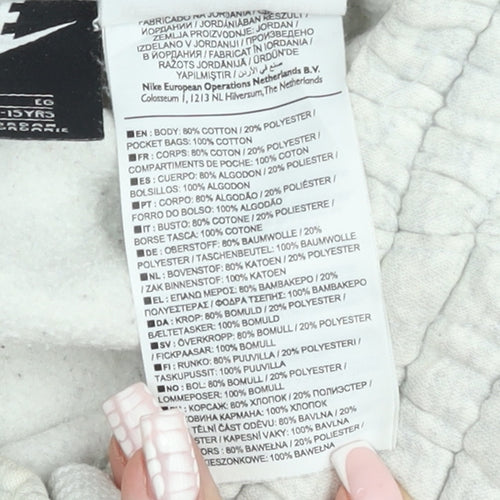 FABRICADO NA JORDÂNIA /
ИОРДАНИИ / JORDÁNIÁBAN KÉSZÜLT /
ZEMLJA PROIZVODNJE: JORDAN /
IZDELANO V JORDANIJI / ПРОИЗВЕДЕНО
В ЙОРДАНИЯ / FABRICAT ÎN IORDANIA /
RAŽOTS JORDĀNIJĀ / ÜRDÜN'DE
YAPILMIŞTIR / صنع في الأردن
Nike European Operations Netherlands B.V.
Colosseum 1, 1213 NL Hilversum, The Netherlands
EN : BODY: 80% COTTON / 20% POLYESTER /
POCKET BAGS: 100% COTTON
FR : CORPS: 80% COTON / 20% POLYESTER /
COMPARTIMENTS DE POCHE: 100% COTON
ES : CUERPO: 80% ALGODON / 20% POLIESTER /
BOLSILLOS: 100% ALGODON
PT : CORPO: 80% ALGODÃO / 20% POLIÉSTER /
FORRO DO BOLSO: 100% ALGODÃO
IT : BUSTO: 80% COTONE / 20% POLIESTERE /
BORSE TASCA: 100% COTONE
DE : OBERSTOFF: 80% BAUMWOLLE / 20%
POLYESTER / TASCHENBEUTEL: 100% BAUMWOLLE
NL : BOVENSTOF: 80% KATOEN / 20% POLYESTER
/ ZAK BINNENSTOF: 100% KATOEN
EL : ΕΠΑΝΩ ΜΕΡΟΣ: 80% ΒΑΜΒΑΚΕΡΟ / 20%
ΠΟΛΥΕΣΤΕΡΑΣ / ΦΟΔΡΑ ΤΣΕΠΗΣ: 100% ΒΑΜΒΑΚΕΡΟ
DA : KROP: 80% BOMULD / 20% POLYESTER /
BÆLTETASKER: 100% BOMULD
SV : ÖVERKROPP: 80% BOMULL / 20% POLYESTER
/ FICKPAASAR: 100% BOMULL
FI : RUNKO: 80% PUUVILLA / 20% POLYESTERI /
TASKUPUSSIT: 100% PUUVILLA
NO : BOL: 80% BOMULL / 20% POLYESTER /
LOMMEPOSER: 100% BOMULL
: КОРСАЖ: 80% ХЛОПОК / 20% ПОЛИЭСТЕР /
КАРМАНА: 100% ХЛОПОК
TĚLNÍ ČÁST ODĚVU: 80% BAVLNA / 20%
/ KAPESNÍ VAKY: 100% BAVLNA
80% BAWEŁNA / 20% POLIESTER /
100% BAWEŁNA